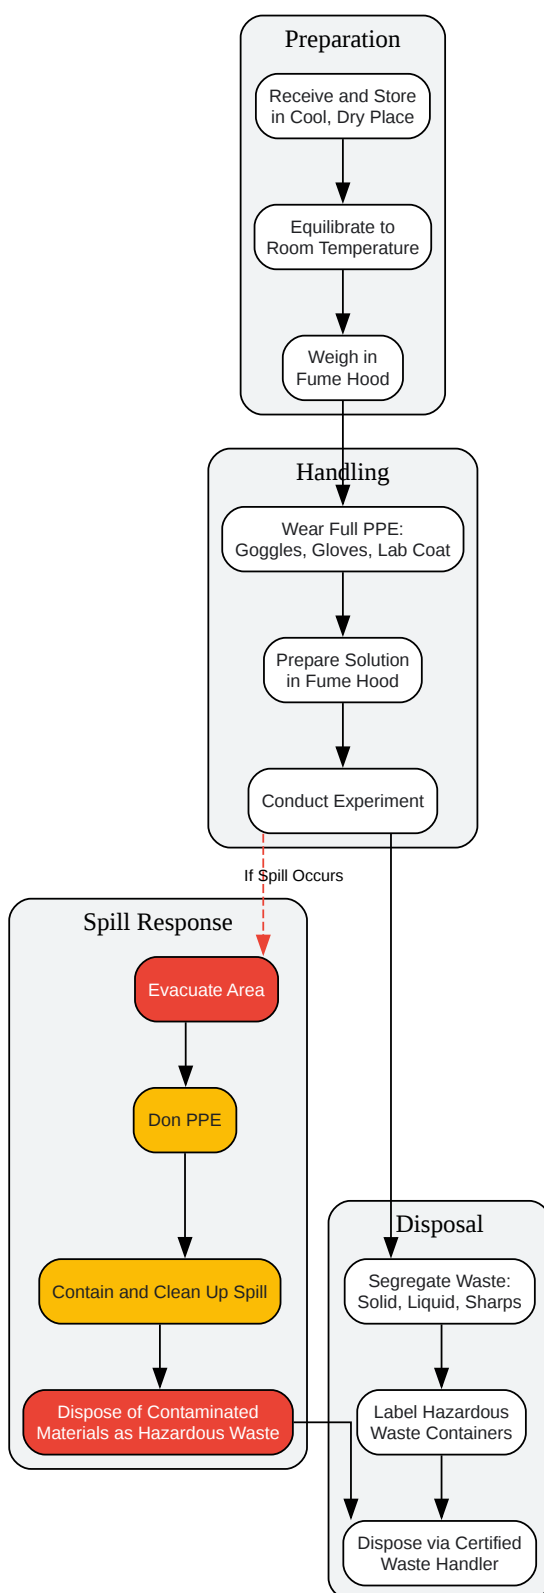 Preparation
Receive and Store
in Cool, Dry Place
Equilibrate to
Room Temperature
Weigh in
Fume Hood
Handling
Wear Full PPE:
Goggles, Gloves, Lab Coat
Prepare Solution
in Fume Hood
Conduct Experiment
If Spill Occurs
Spill Response
Evacuate Area
Don PPE
Contain and Clean Up Spill
Dispose of Contaminated
Materials as Hazardous Waste
Disposal
Segregate Waste:
Solid, Liquid, Sharps
Label Hazardous
Waste Containers
Dispose via Certified
Waste Handler